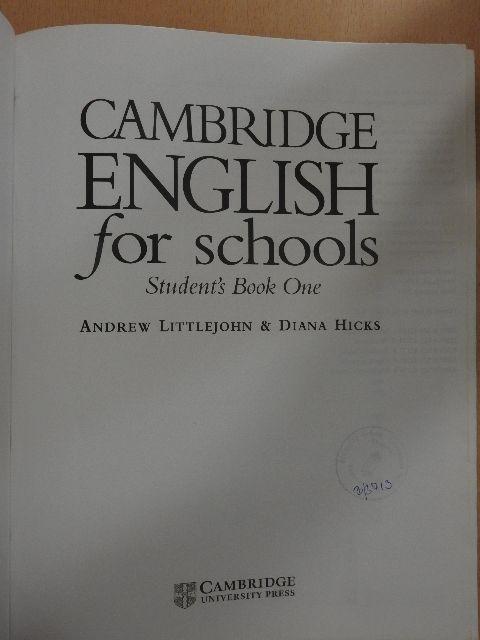 CAMBRIDGE
ENGLISH
for schools
Student's Book One
ANDREW LITTLEJOHN & DIANA HICKS
CAMBRIDGE
UNIVERSITY PRESS